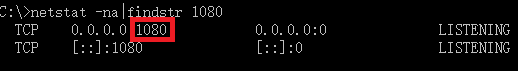 C:\>netstat -na|findstr 1080
TCP 0.0.0.0 1080 0.0.0.0:0 LISTENING
TCP [::]:1080 [::]:0 LISTENING